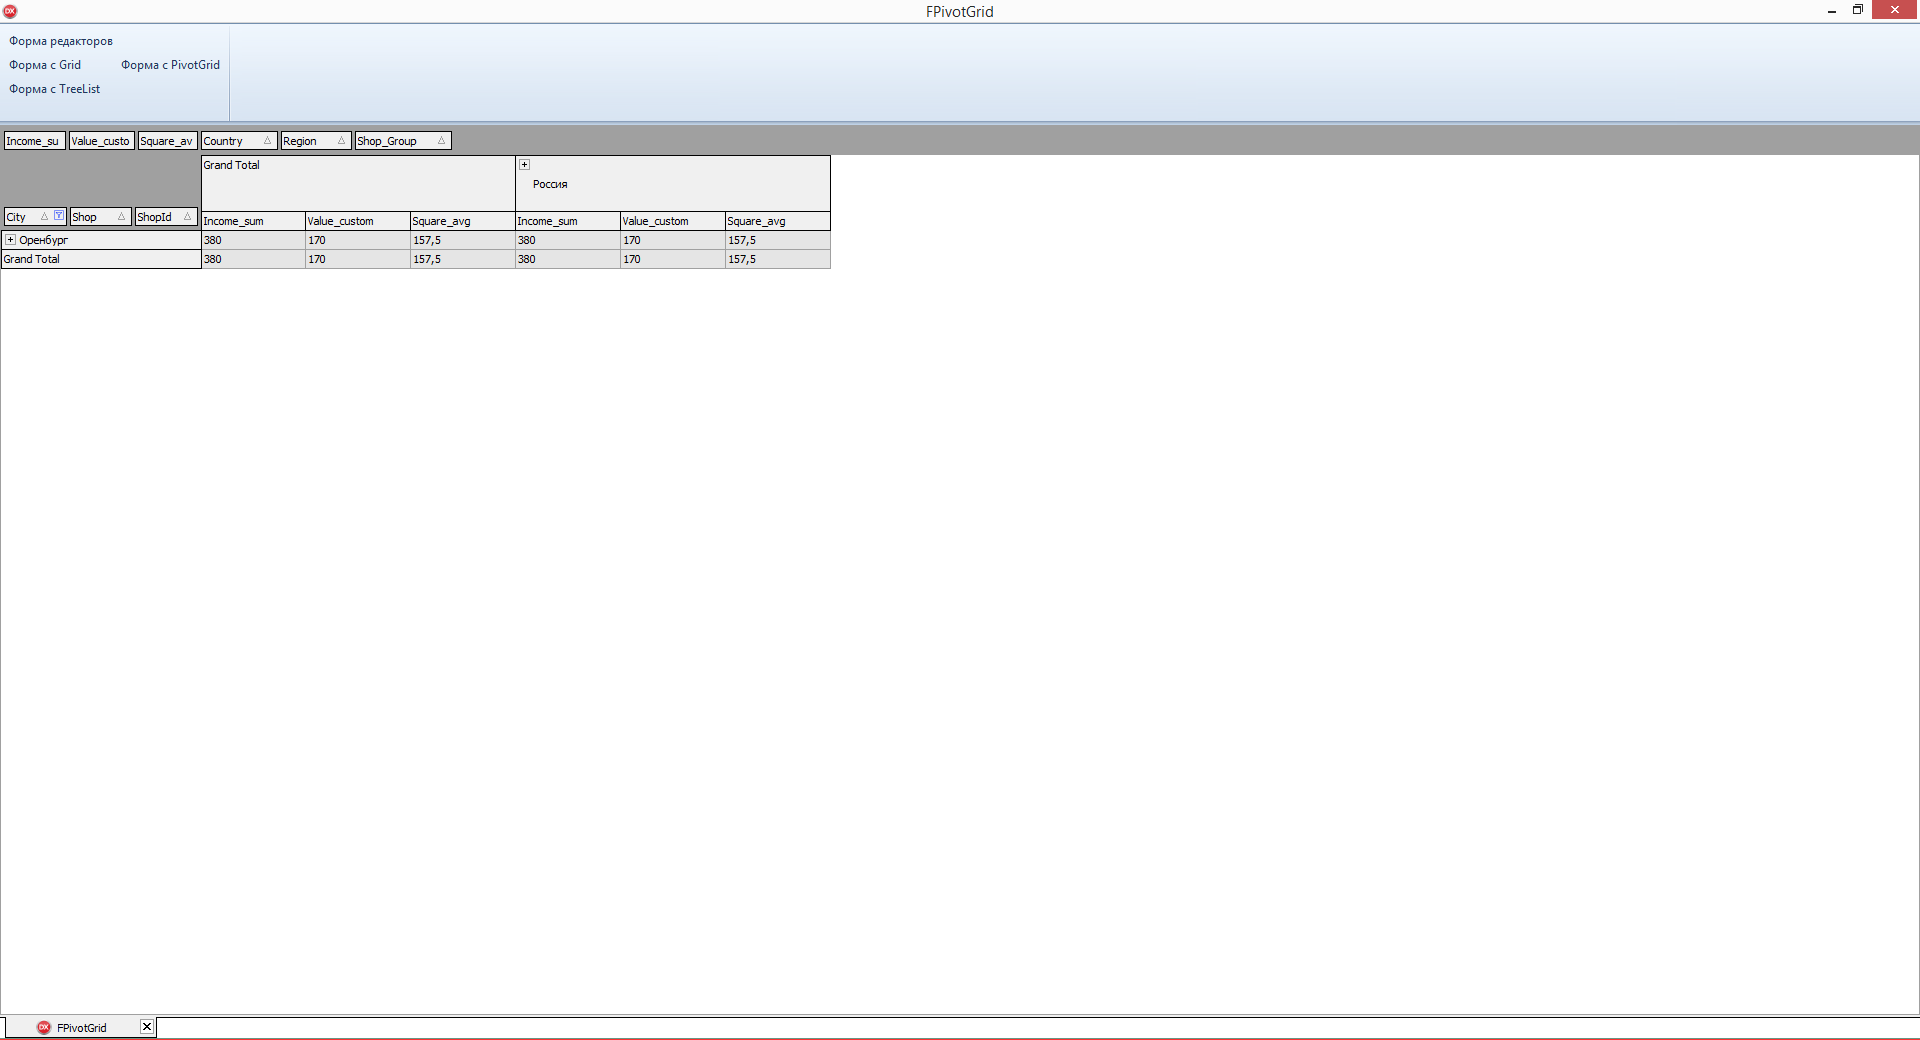 FPivotGrid
Форма редакторов
Форма с Grid Форма с PivotGrid
Форма с TreeList
Income_su Value_custo Square_av Country Region Shop_Group
Grand Total
Россия
City Shop ShopId Income_sum Value_custom Square_avg Income_sum Value_custom Square_avg
Оренбург 380 170 157,5 380 170 157,5
Grand Total 380 170 157,5 380 170 157,5
FPivotGrid